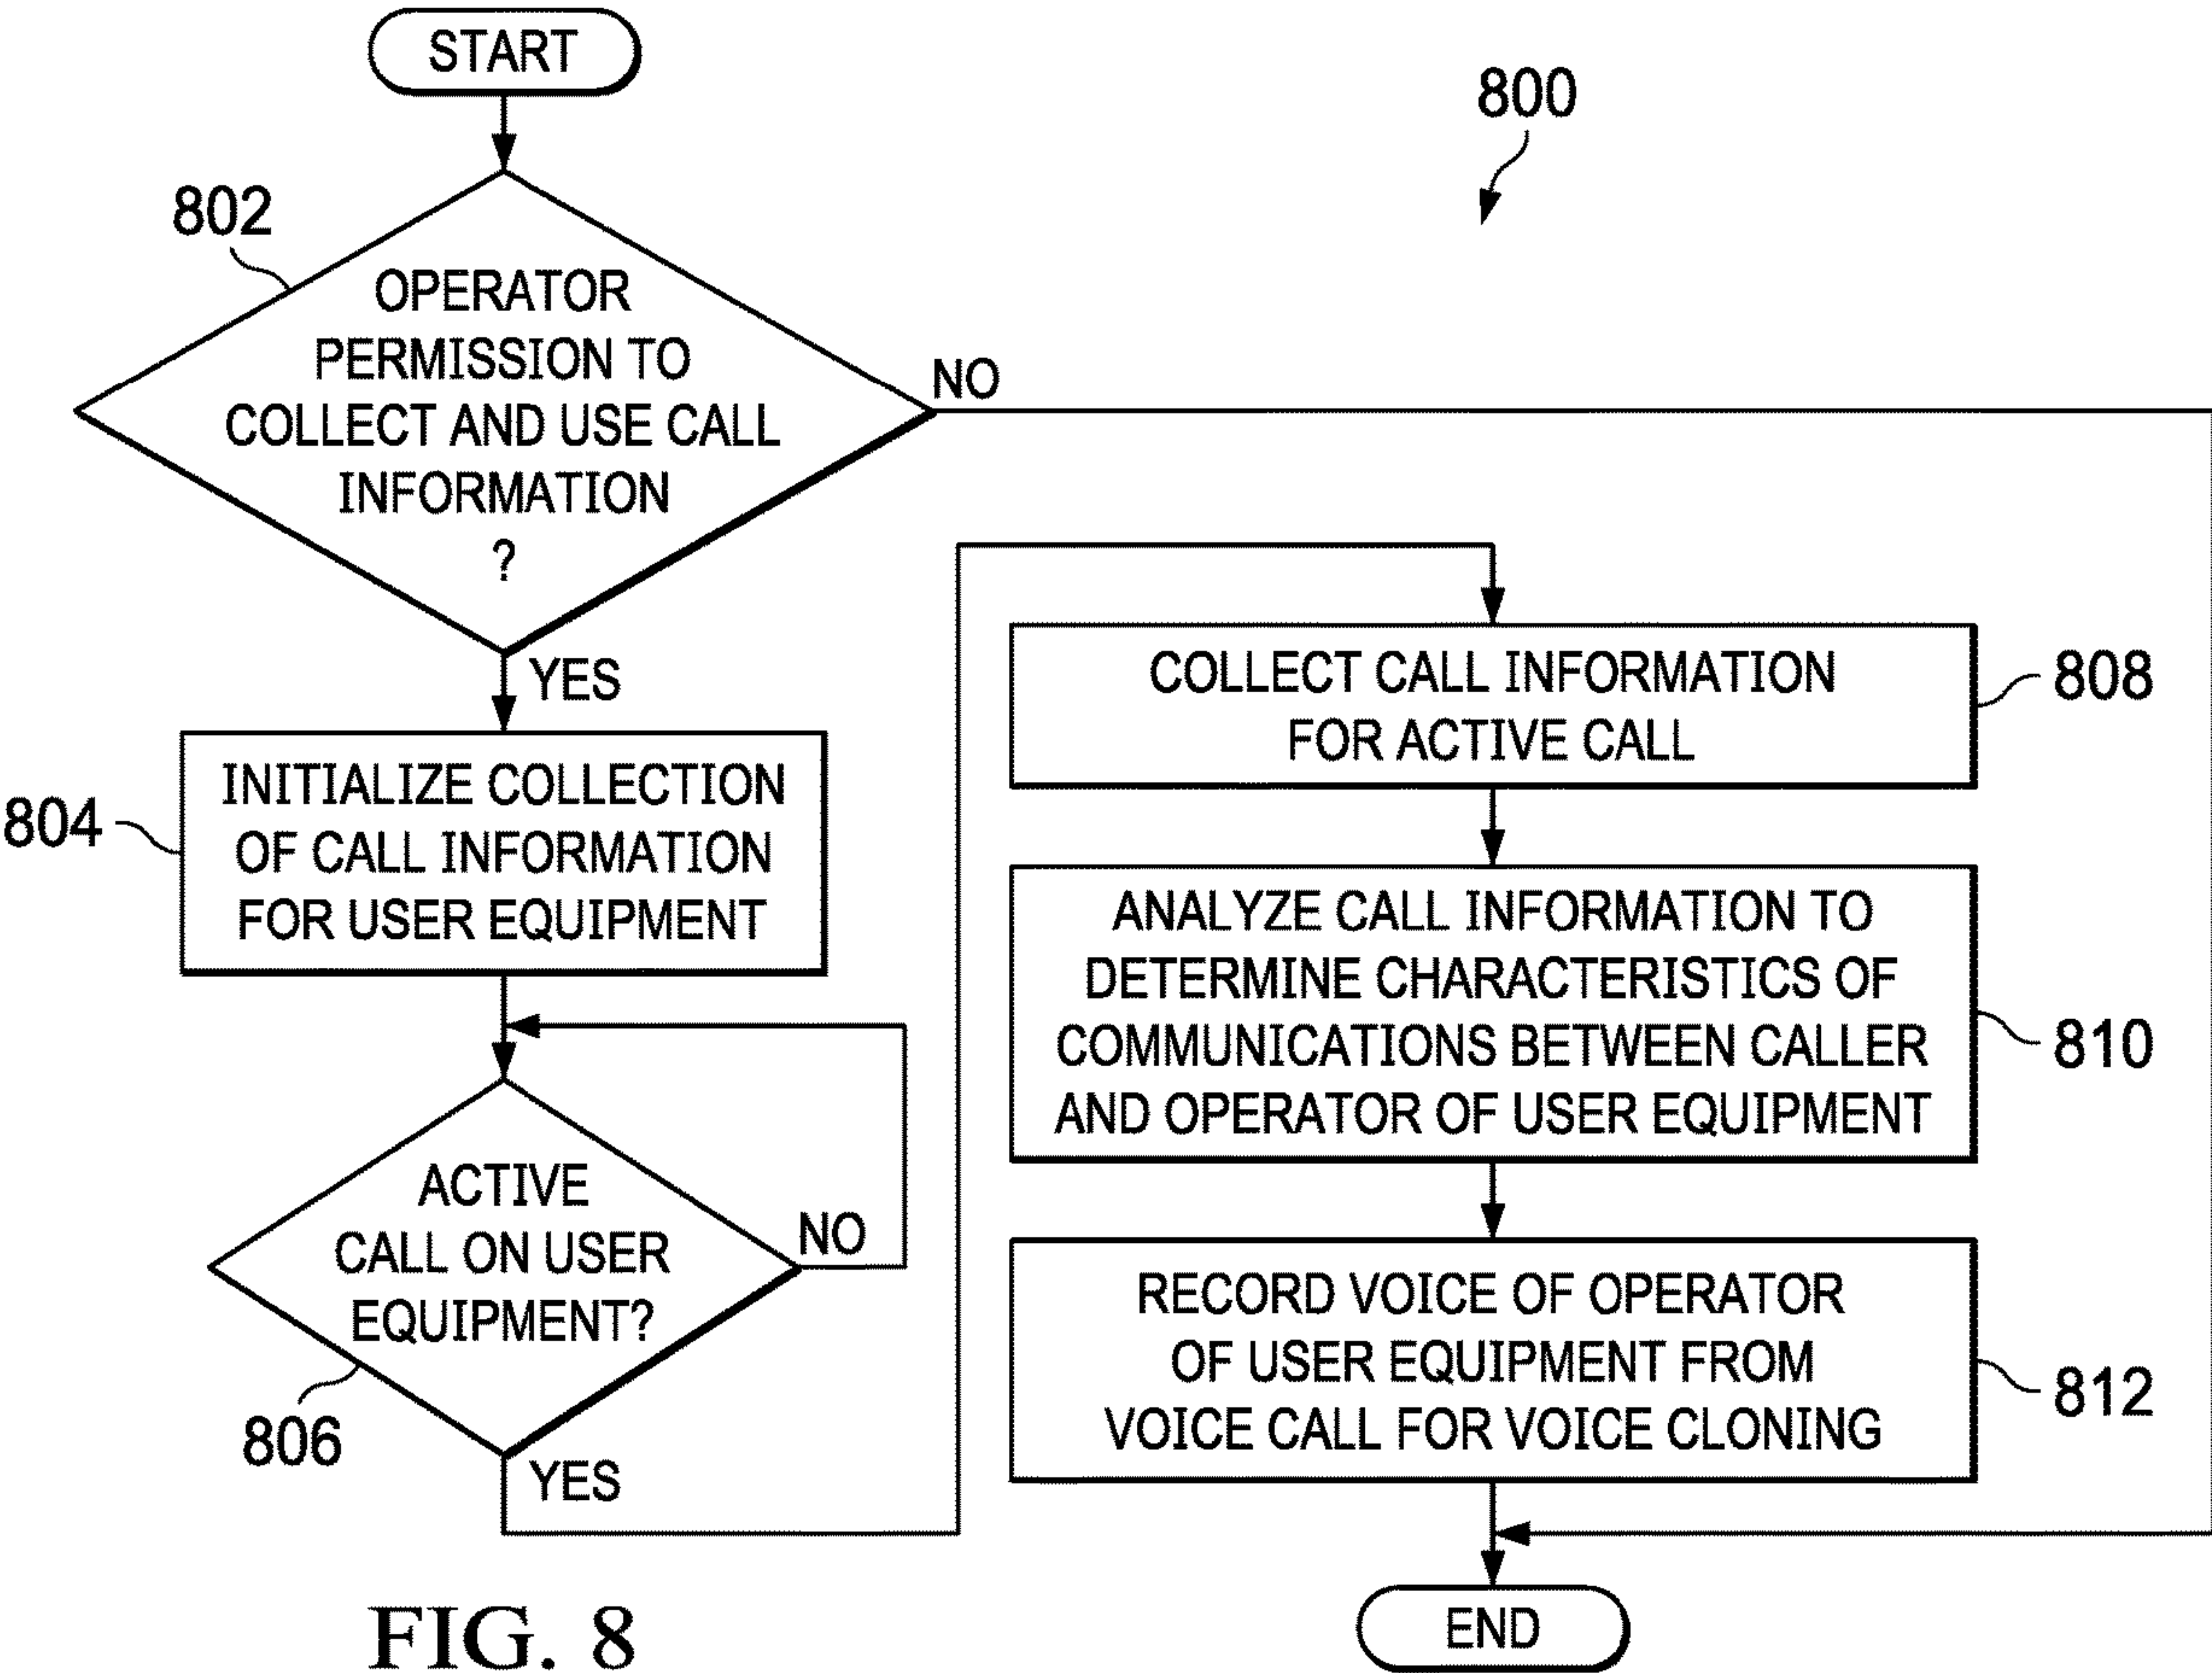 START
800
802
OPERATOR
PERMISSION TO
COLLECT AND USE CALL
INFORMATION
?
NO
YES
804
INITIALIZE COLLECTION
OF CALL INFORMATION
FOR USER EQUIPMENT
ACTIVE
CALL ON USER
EQUIPMENT?
NO
806
YES
COLLECT CALL INFORMATION
FOR ACTIVE CALL
808
ANALYZE CALL INFORMATION TO
DETERMINE CHARACTERISTICS OF
COMMUNICATIONS BETWEEN CALLER
AND OPERATOR OF USER EQUIPMENT
810
RECORD VOICE OF OPERATOR
OF USER EQUIPMENT FROM
VOICE CALL FOR VOICE CLONING
812
END
FIG. 8